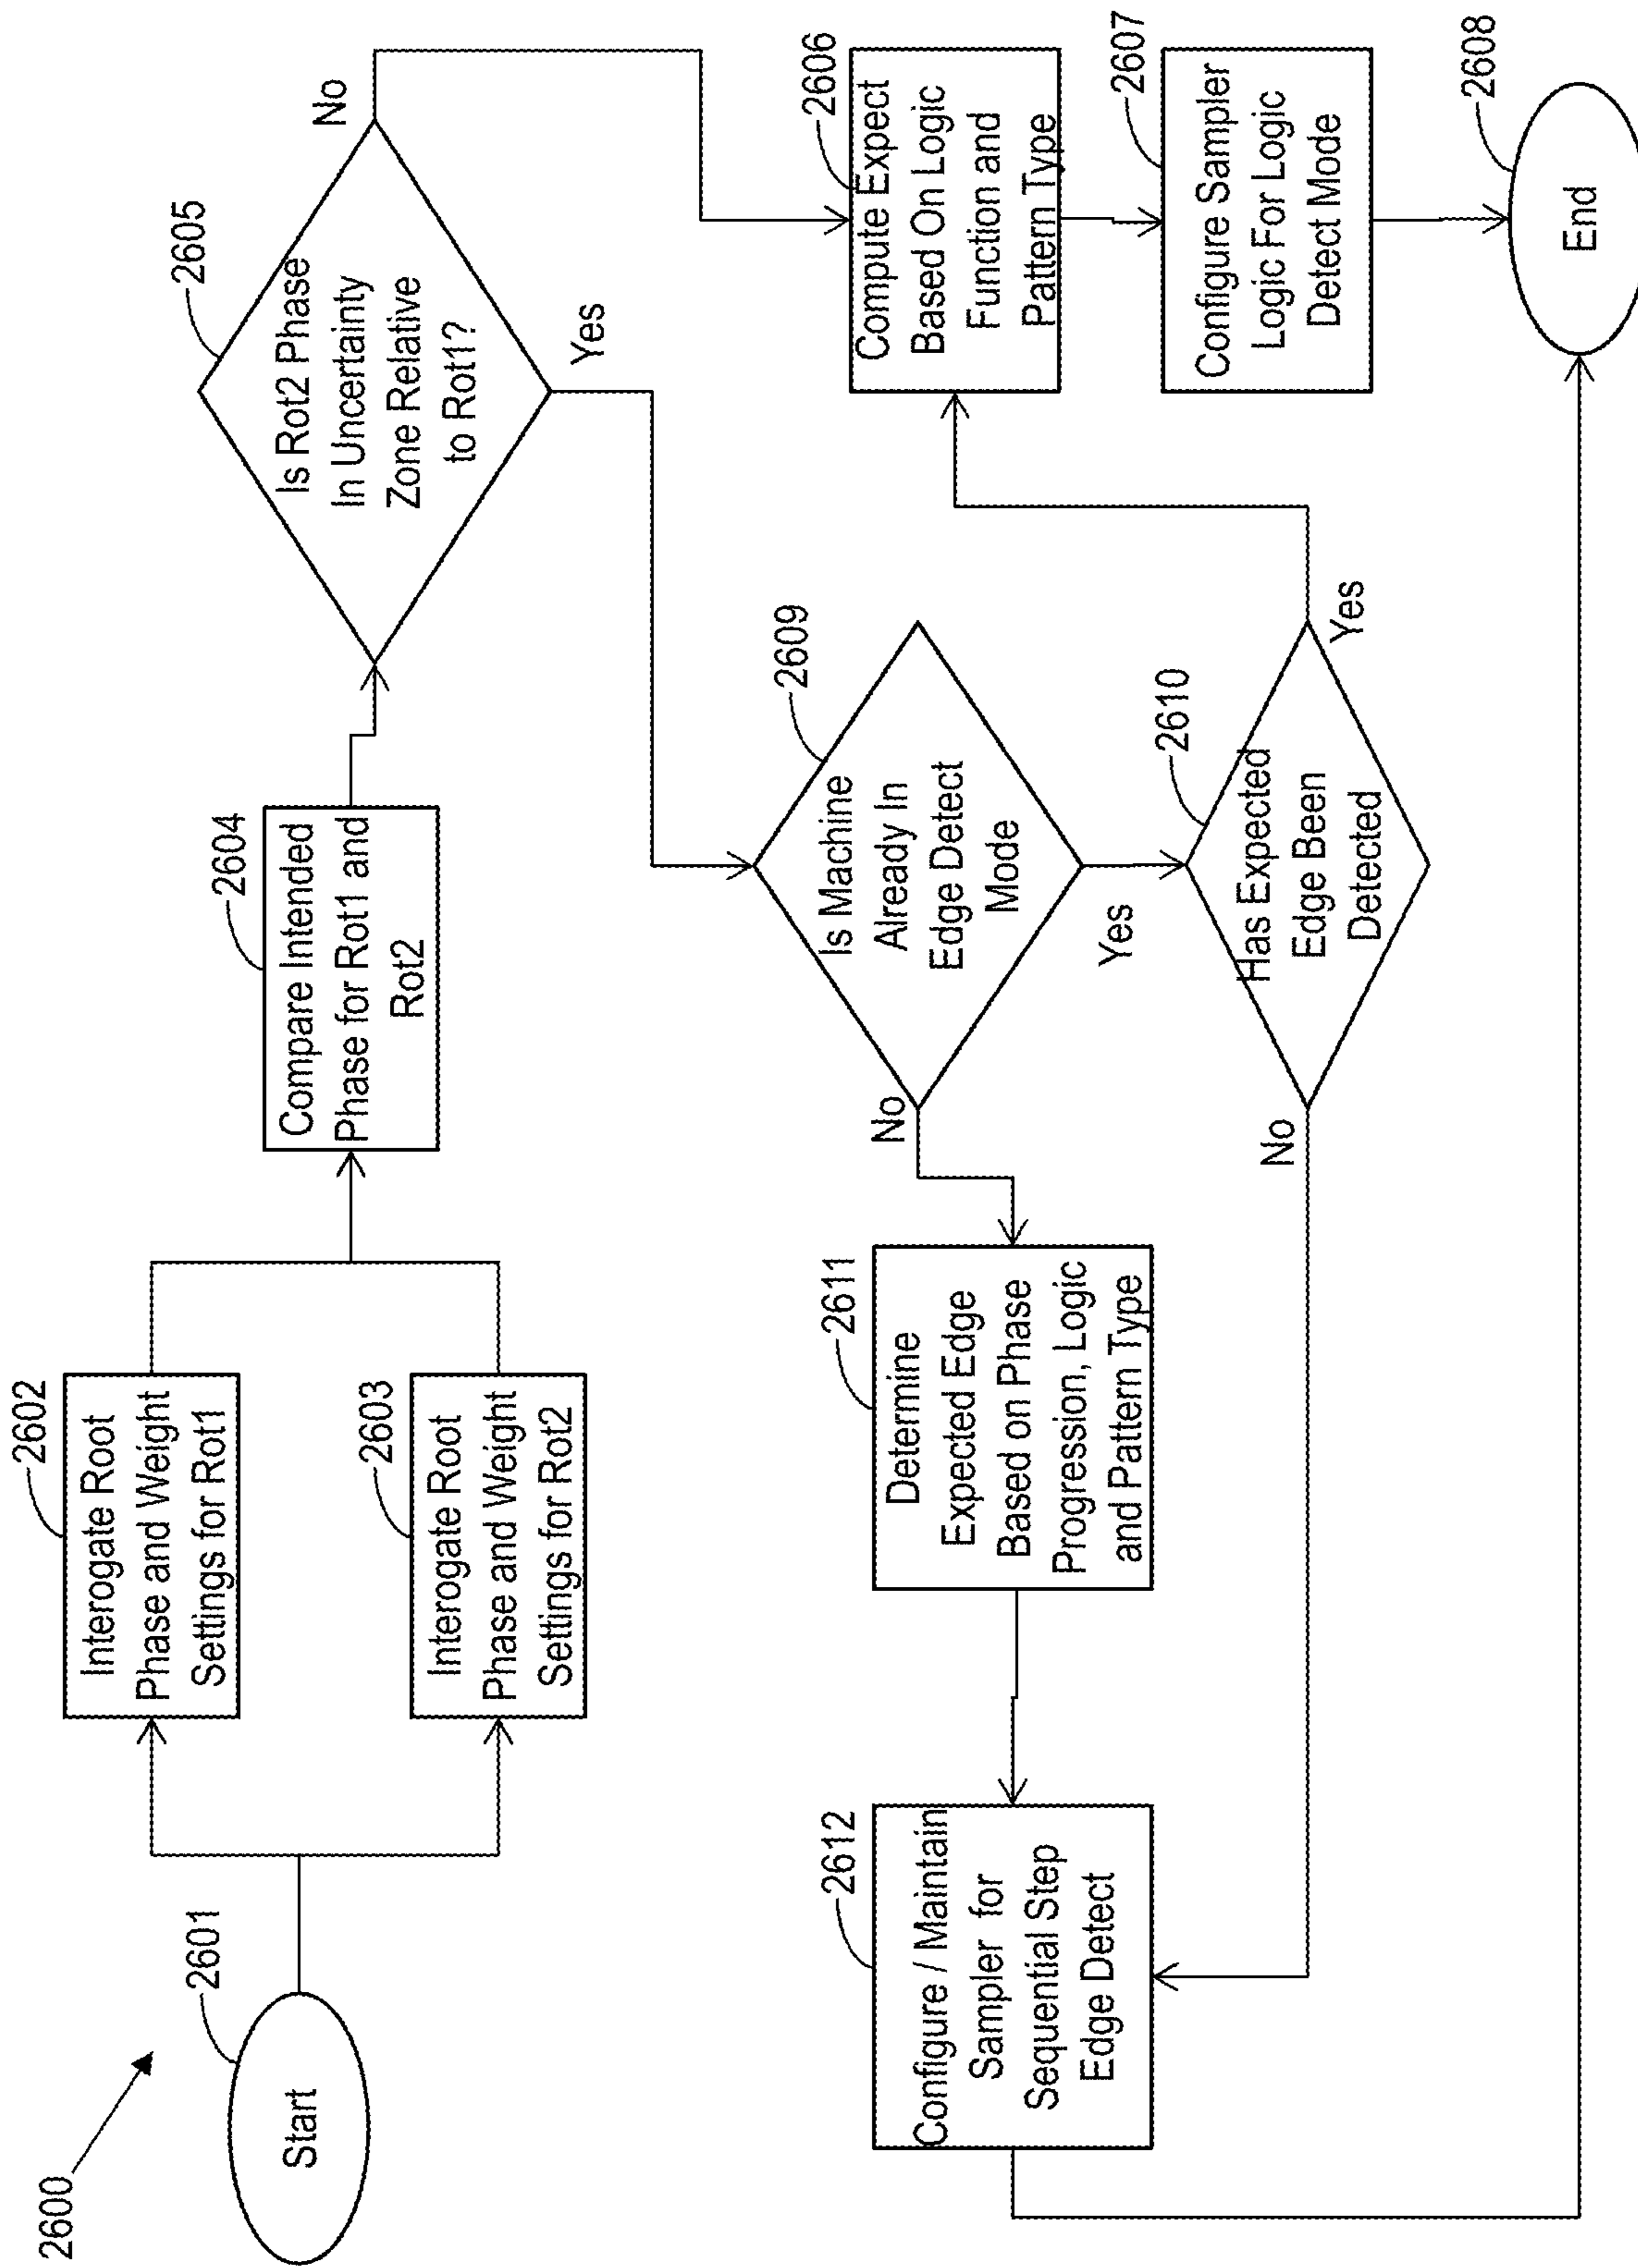 2600
2601
Start
2602
Interogate Root
Phase and Weight
Settings for Rot1
2603
Interogate Root
Phase and Weight
Settings for Rot2
2604
Compare Intended
Phase for Rot1 and
Rot2
2605
Is Rot2 Phase
In Uncertainty
Zone Relative
to Rot1?
No
Yes
2606
Compute Expect
Based On Logic
Function and
Pattern Type
2607
Configure Sampler
Logic For Logic
Detect Mode
2608
End
2609
Is Machine
Already In
Edge Detect
Mode
No
Yes
2610
Has Expected
Edge Been
Detected
No
Yes
2611
Determine
Expected Edge
Based on Phase
Progression, Logic
and Pattern Type
2612
Configure / Maintain
Sampler for
Sequential Step
Edge Detect